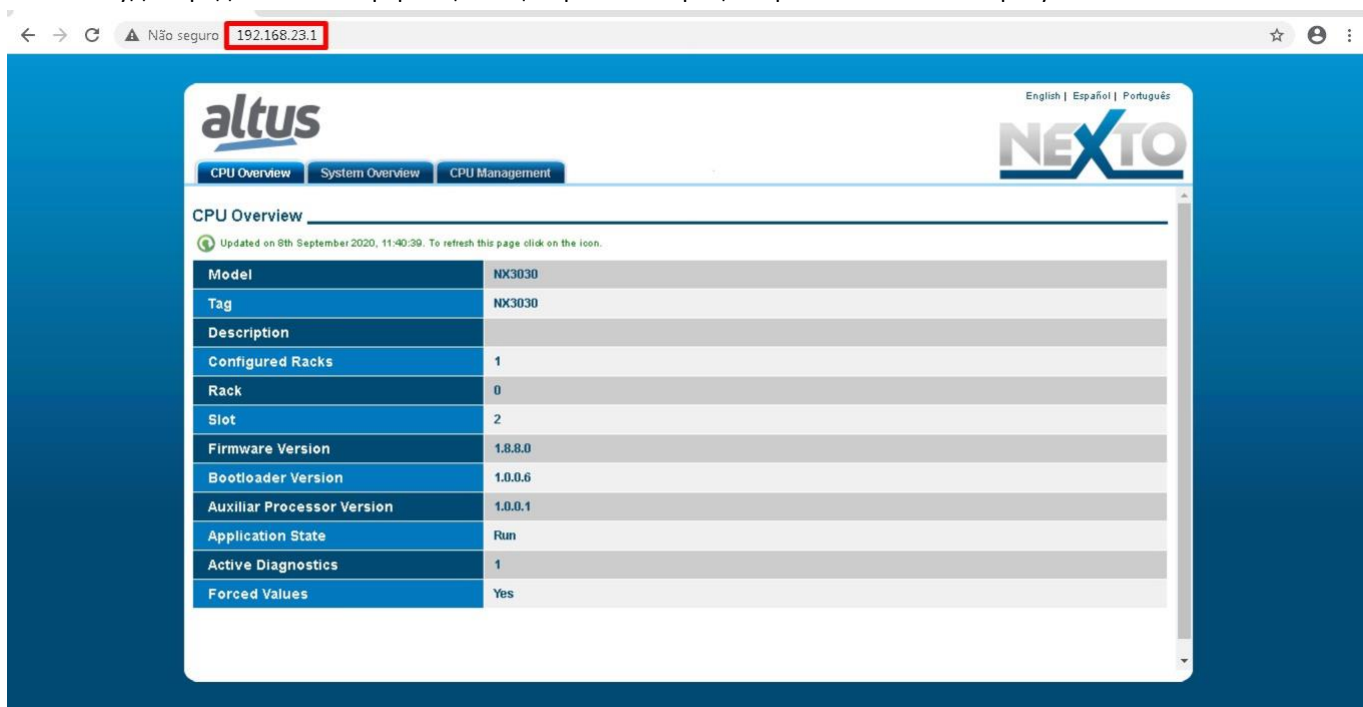 Não seguro 192.168.23.1
English | Español | Português
altus
NEXTO
CPU Overview System Overview CPU Management
CPU Overview
Updated on 8th September 2020, 11:40:39. To refresh this page click on the icon.
Model NX3030
Tag NX3030
Description
Configured Racks 1
Rack 0
Slot 2
Firmware Version 1.8.8.0
Bootloader Version 1.0.0.6
Auxiliar Processor Version 1.0.0.1
Application State Run
Active Diagnostics 1
Forced Values Yes